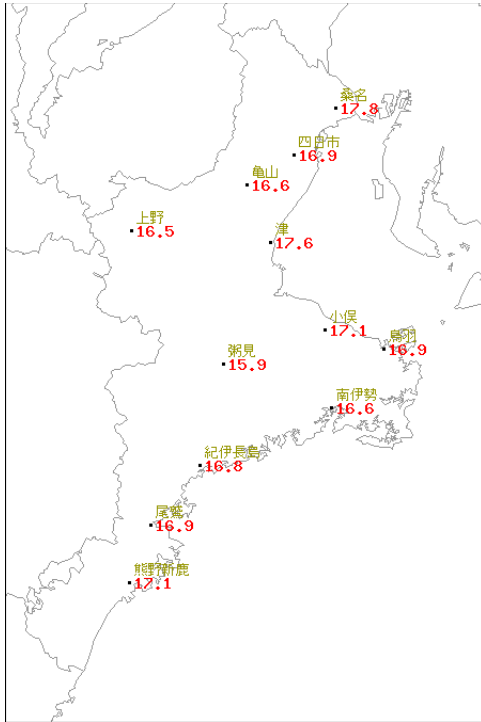 桑名
17.8
四日市
16.9
亀山
16.6
上野
16.5
津
17.6
小俣
17.1
鳥羽
16.9
粥見
15.9
南伊勢
16.6
紀伊長島
16.8
尾鷲
16.9
熊野新鹿
17.1